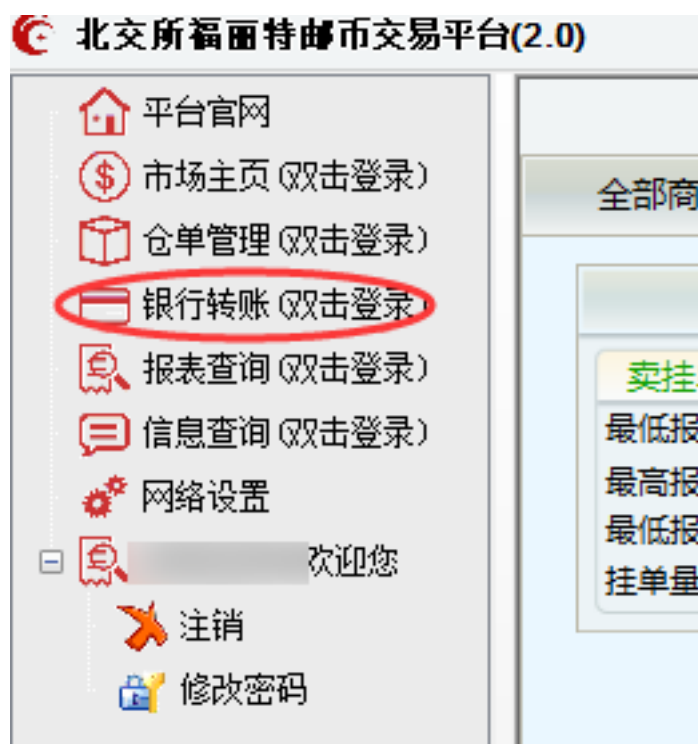 北交所福丽特邮币交易平台(2.0)
平台官网
市场主页(双击登录)
仓单管理(双击登录)
银行转账(双击登录)
报表查询(双击登录)
信息查询(双击登录)
网络设置
欢迎您
注销
修改密码
全部商
卖挂
最低报
最高报
最低报
挂单量